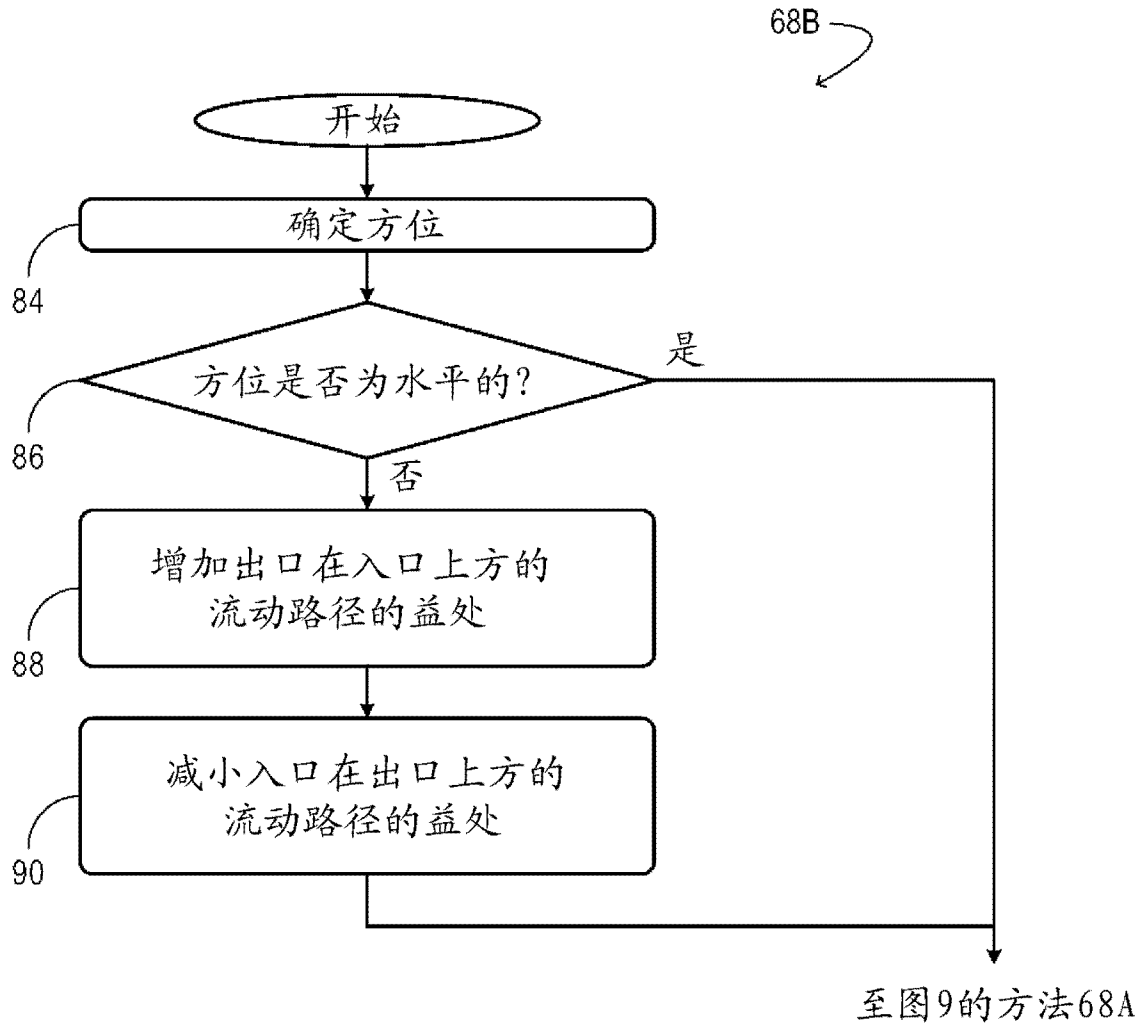 68B
开始
确定方位
84
方位是否为水平的?
是
86
否
增加出口在入口上方的
流动路径的益处
88
减小入口在出口上方的
流动路径的益处
90
至图9的方法68A